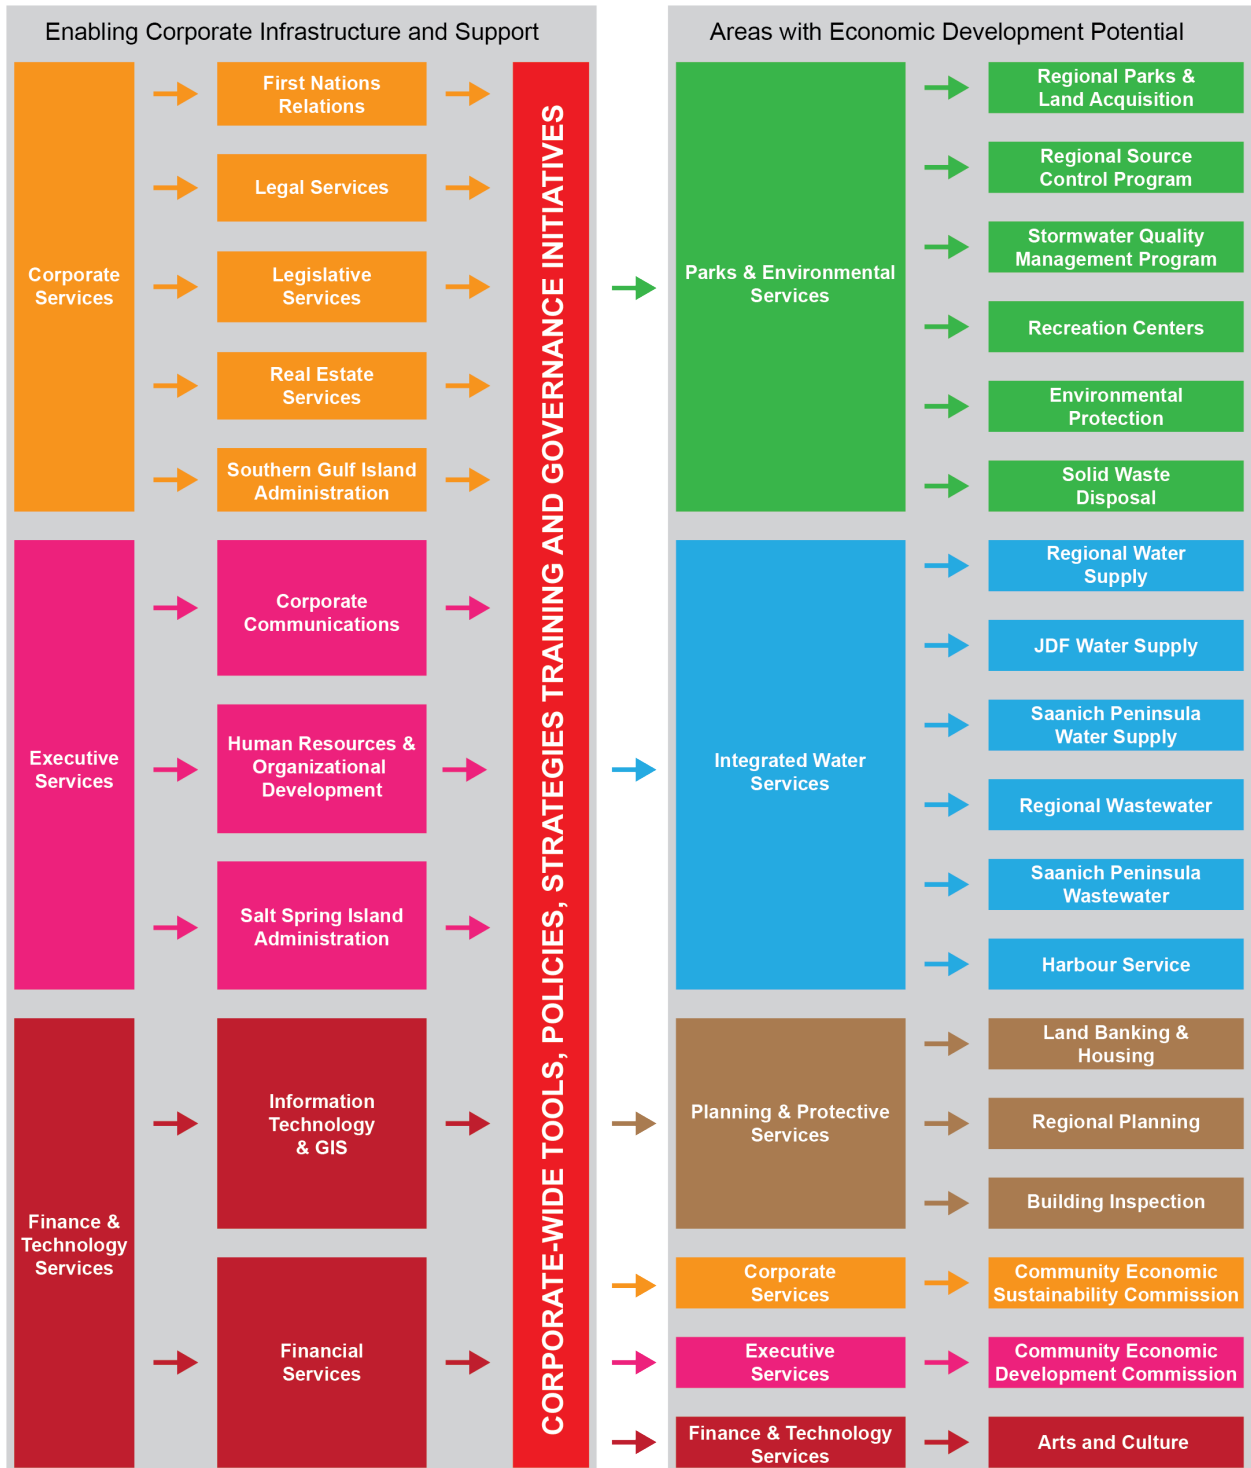 Enabling Corporate Infrastructure and Support
Corporate
Services
First Nations
Relations
Legal Services
Legislative
Services
Real Estate
Services
Southern Gulf Island
Administration
Executive
Services
Corporate
Communications
Human Resources &
Organizational
Development
Salt Spring Island
Administration
Finance &
Technology
Services
Information
Technology
& GIS
Financial
Services
CORPORATE-WIDE TOOLS, POLICIES, STRATEGIES TRAINING AND GOVERNANCE INITIATIVES
Areas with Economic Development Potential
Parks & Environmental
Services
Regional Parks &
Land Acquisition
Regional Source
Control Program
Stormwater Quality
Management Program
Recreation Centers
Environmental
Protection
Solid Waste
Disposal
Integrated Water
Services
Regional Water
Supply
JDF Water Supply
Saanich Peninsula
Water Supply
Regional Wastewater
Saanich Peninsula
Wastewater
Harbour Service
Planning & Protective
Services
Land Banking &
Housing
Regional Planning
Building Inspection
Corporate
Services
Community Economic
Sustainability Commission
Executive
Services
Community Economic
Development Commission
Finance & Technology
Services
Arts and Culture